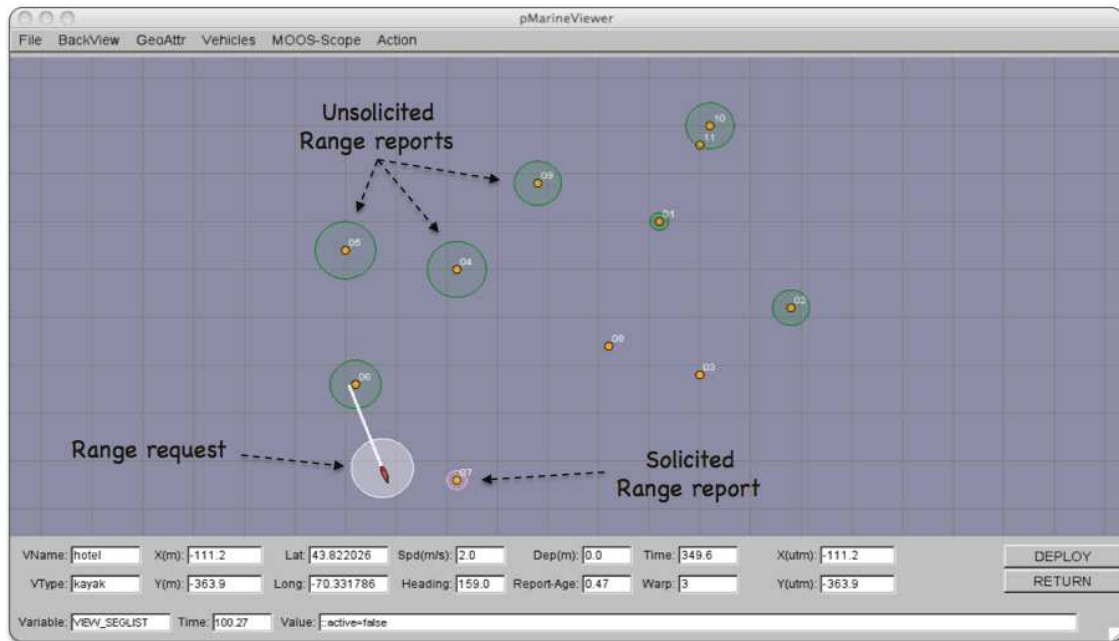 pMarineViewer
File BackView GeoAttr Vehicles MOOS-Scope Action
Unsolicited
Range reports
10
11
09
01
05
04
02
08
03
06
Range request
07
Solicited
Range report
VName: hotel X(m): -111.2 Lat: 43.822026 Spd(m/s): 2.0 Dep(m): 0.0 Time: 349.6 X(utm): -111.2 DEPLOY
VType: kayak Y(m): -363.9 Long: -70.331786 Heading: 159.0 Report-Age: 0.47 Warp: 3 Y(utm): -363.9 RETURN
Variable: VIEW_SEGLIST Time: 100.27 Value: ::active=false